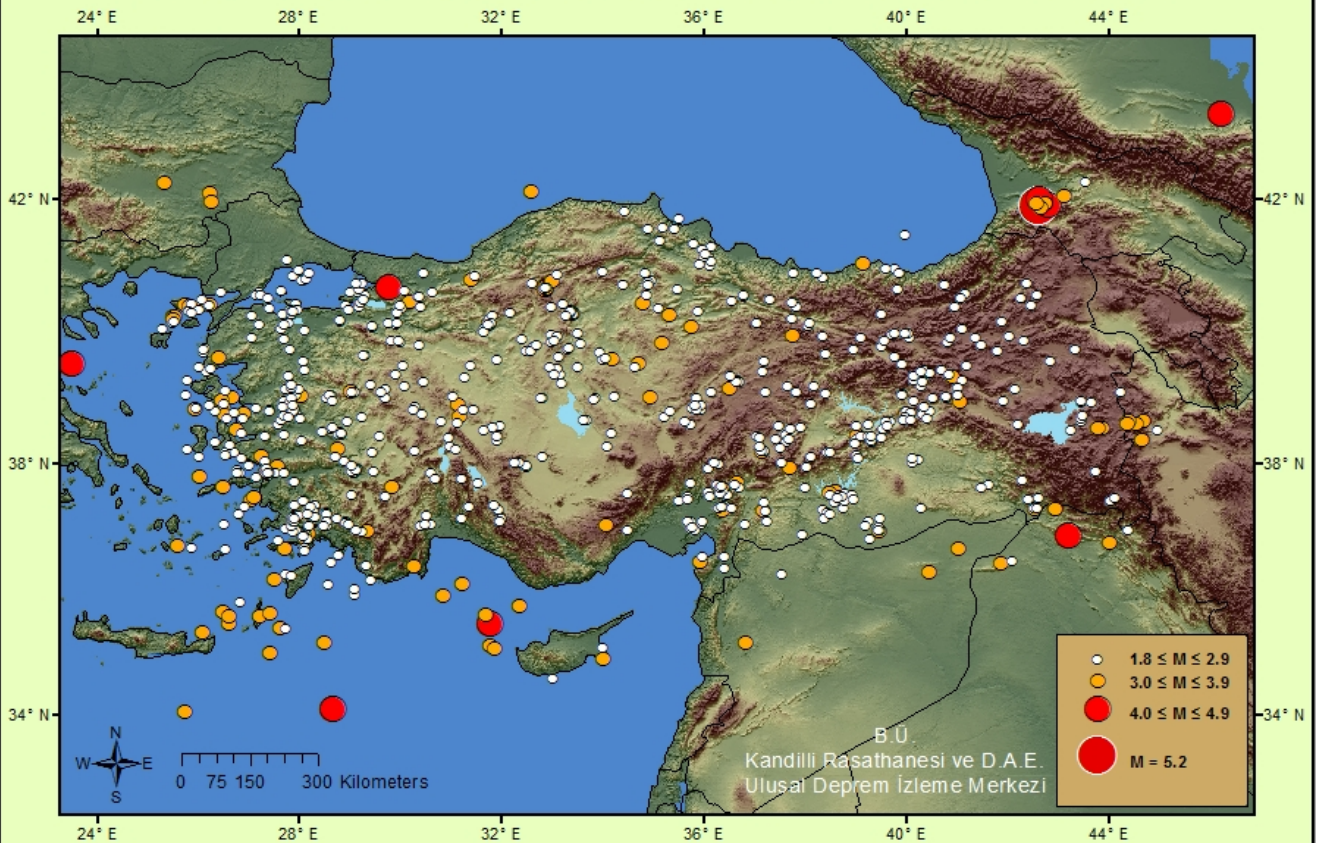 24° E 28° E 32° E 36° E 40° E 44° E
42° N 42° N
38° N 38° N
34° N 34° N
1.8 ≤ M ≤ 2.9
3.0 ≤ M ≤ 3.9
4.0 ≤ M ≤ 4.9
M = 5.2
N
W E
S
0 75 150 300 Kilometers
B.Ü.
Kandilli Rasathanesi ve D.A.E.
Ulusal Deprem İzleme Merkezi
24° E 28° E 32° E 36° E 40° E 44° E